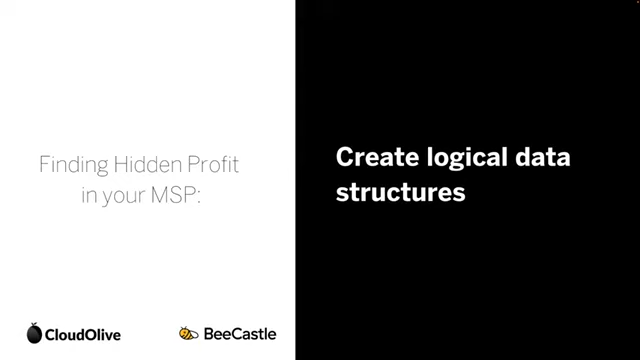 Finding Hidden Profit
in your MSP:
Create logical data
structures
CloudOlive
BeeCastle